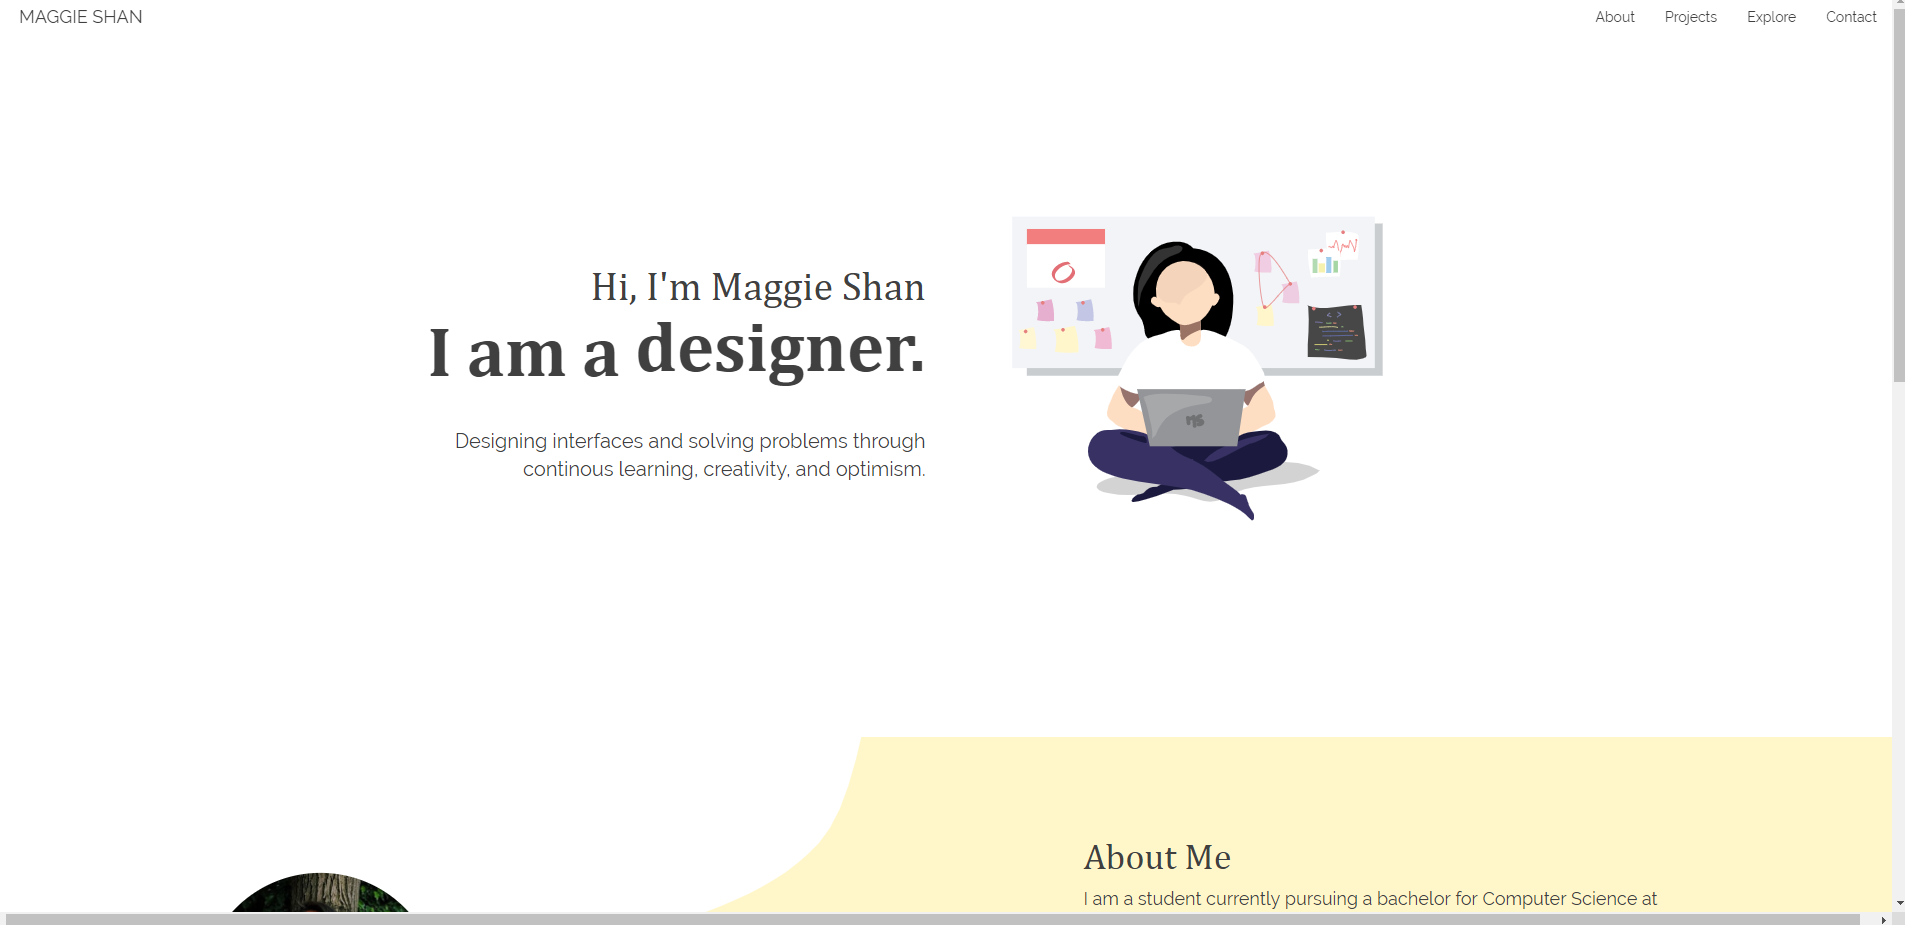 MAGGIE SHAN
About Projects Explore Contact
Hi, I'm Maggie Shan
I am a designer.
Designing interfaces and solving problems through
continous learning, creativity, and optimism.
< >
MS
About Me
I am a student currently pursuing a bachelor for Computer Science at